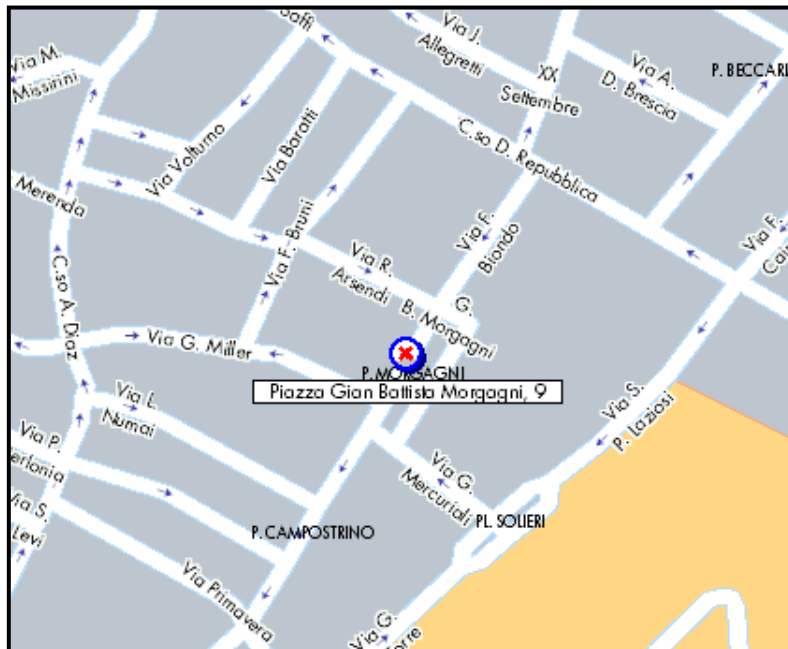 Saffi
Via J.
Allegretti
XX
Settembre
Via A.
D. Brescia
P. BECCARI
Via M.
Missirini
Via Volturno
Via Baratti
C.so D. Repubblica
Merenda
Via F. Bruni
Via F.
Biondo
Via F.
C.so A. Diaz
Via R.
Arsendi
G.
B. Morgagni
Via G. Miller
P. MORGAGNI
Piazza Gian Battista Morgagni, 9
Via L.
Numai
Via S.
P. Laziosi
Via P.
Via G.
Mercuriali
Via S.
Levi
P. CAMPOSTRINO
PL. SOLIERI
Via Primavera
Via G.